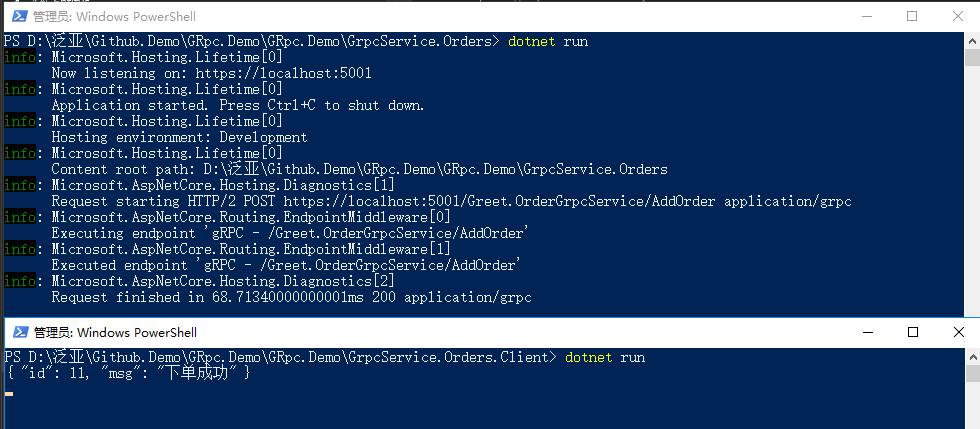 管理员: Windows PowerShell
PS D:\泛亚\Github.Demo\GRpc.Demo\GRpc.Demo\GrpcService.Orders> dotnet run
info: Microsoft.Hosting.Lifetime[0]
      Now listening on: https://localhost:5001
info: Microsoft.Hosting.Lifetime[0]
      Application started. Press Ctrl+C to shut down.
info: Microsoft.Hosting.Lifetime[0]
      Hosting environment: Development
info: Microsoft.Hosting.Lifetime[0]
      Content root path: D:\泛亚\Github.Demo\GRpc.Demo\GRpc.Demo\GrpcService.Orders
info: Microsoft.AspNetCore.Hosting.Diagnostics[1]
      Request starting HTTP/2 POST https://localhost:5001/Greet.OrderGrpcService/AddOrder application/grpc
info: Microsoft.AspNetCore.Routing.EndpointMiddleware[0]
      Executing endpoint 'gRPC - /Greet.OrderGrpcService/AddOrder'
info: Microsoft.AspNetCore.Routing.EndpointMiddleware[1]
      Executed endpoint 'gRPC - /Greet.OrderGrpcService/AddOrder'
info: Microsoft.AspNetCore.Hosting.Diagnostics[2]
      Request finished in 68.71340000000001ms 200 application/grpc
管理员: Windows PowerShell
PS D:\泛亚\Github.Demo\GRpc.Demo\GRpc.Demo\GrpcService.Orders.Client> dotnet run
{ "id": 11, "msg": "下单成功" }